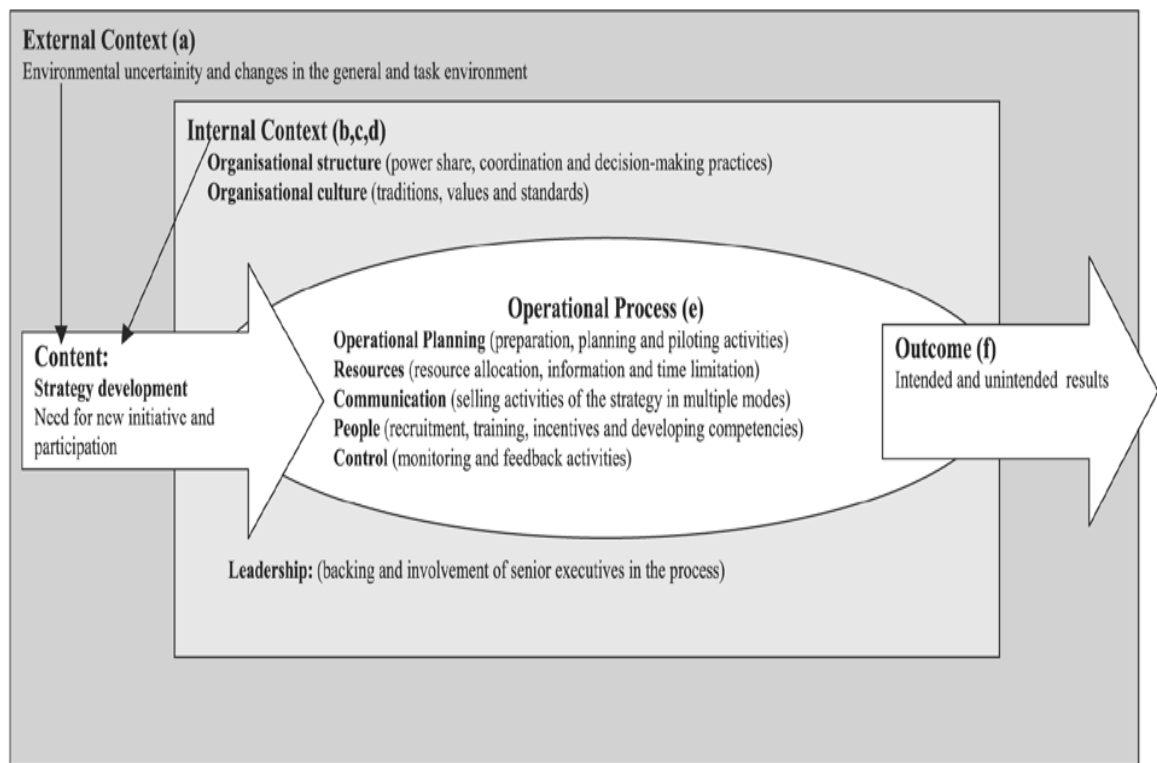 External Context (a)
Environmental uncertainity and changes in the general and task environment
Internal Context (b,c,d)
Organisational structure (power share, coordination and decision-making practices)
Organisational culture (traditions, values and standards)
Operational Process (e)
Operational Planning (preparation, planning and piloting activities)
Resources (resource allocation, information and time limitation)
Communication (selling activities of the strategy in multiple modes)
People (recruitment, training, incentives and developing competencies)
Control (monitoring and feedback activities)
Content:
Strategy development
Need for new initiative and
participation
Outcome (f)
Intended and unintended results
Leadership: (backing and involvement of senior executives in the process)